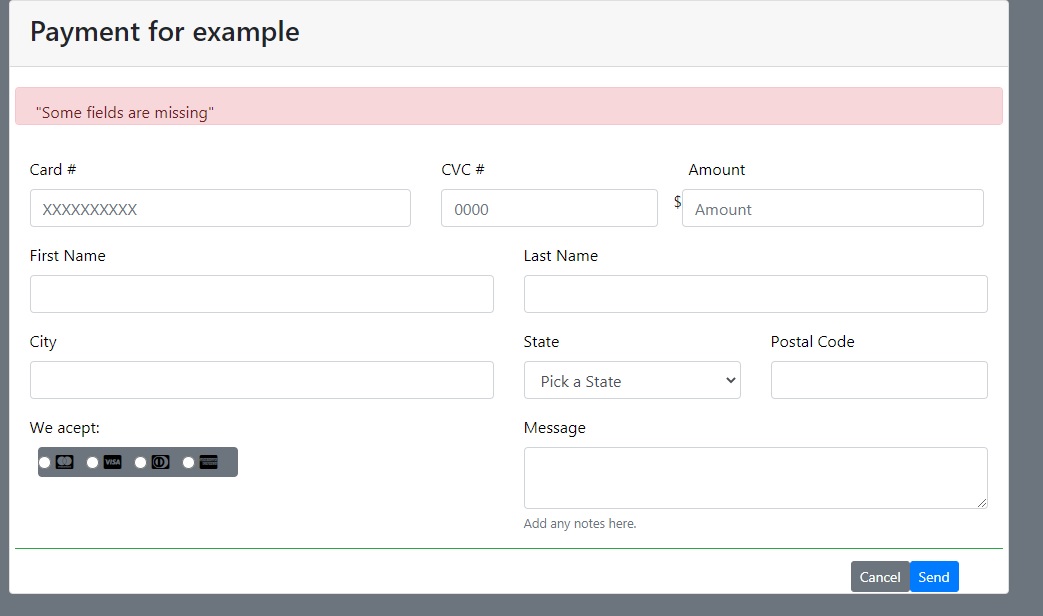 Payment for example
"Some fields are missing"
Card # CVC # Amount
XXXXXXXXXX 0000 $ Amount
First Name Last Name
City State Postal Code
Pick a State
We acept: Message
VISA
Add any notes here.
Cancel Send